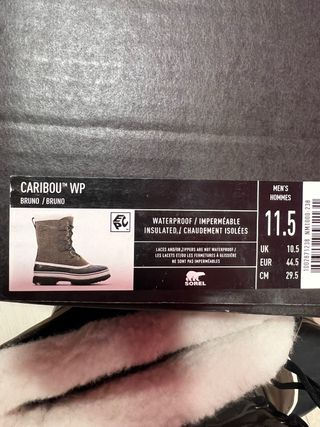 CARIBOU™ WP
BRUNO / BRUNO
WATERPROOF / IMPERMÉABLE
INSULATED / CHAUDEMENT ISOLÉES
LACES AND/OR ZIPPERS ARE NOT WATERPROOF /
LES LACETS ET/OU LES FERMETURES À GLISSIÈRE
NE SONT PAS IMPERMÉABLES
SOREL
MEN'S
HOMMES
11.5
UK 10.5
EUR 44.5
CM 29.5